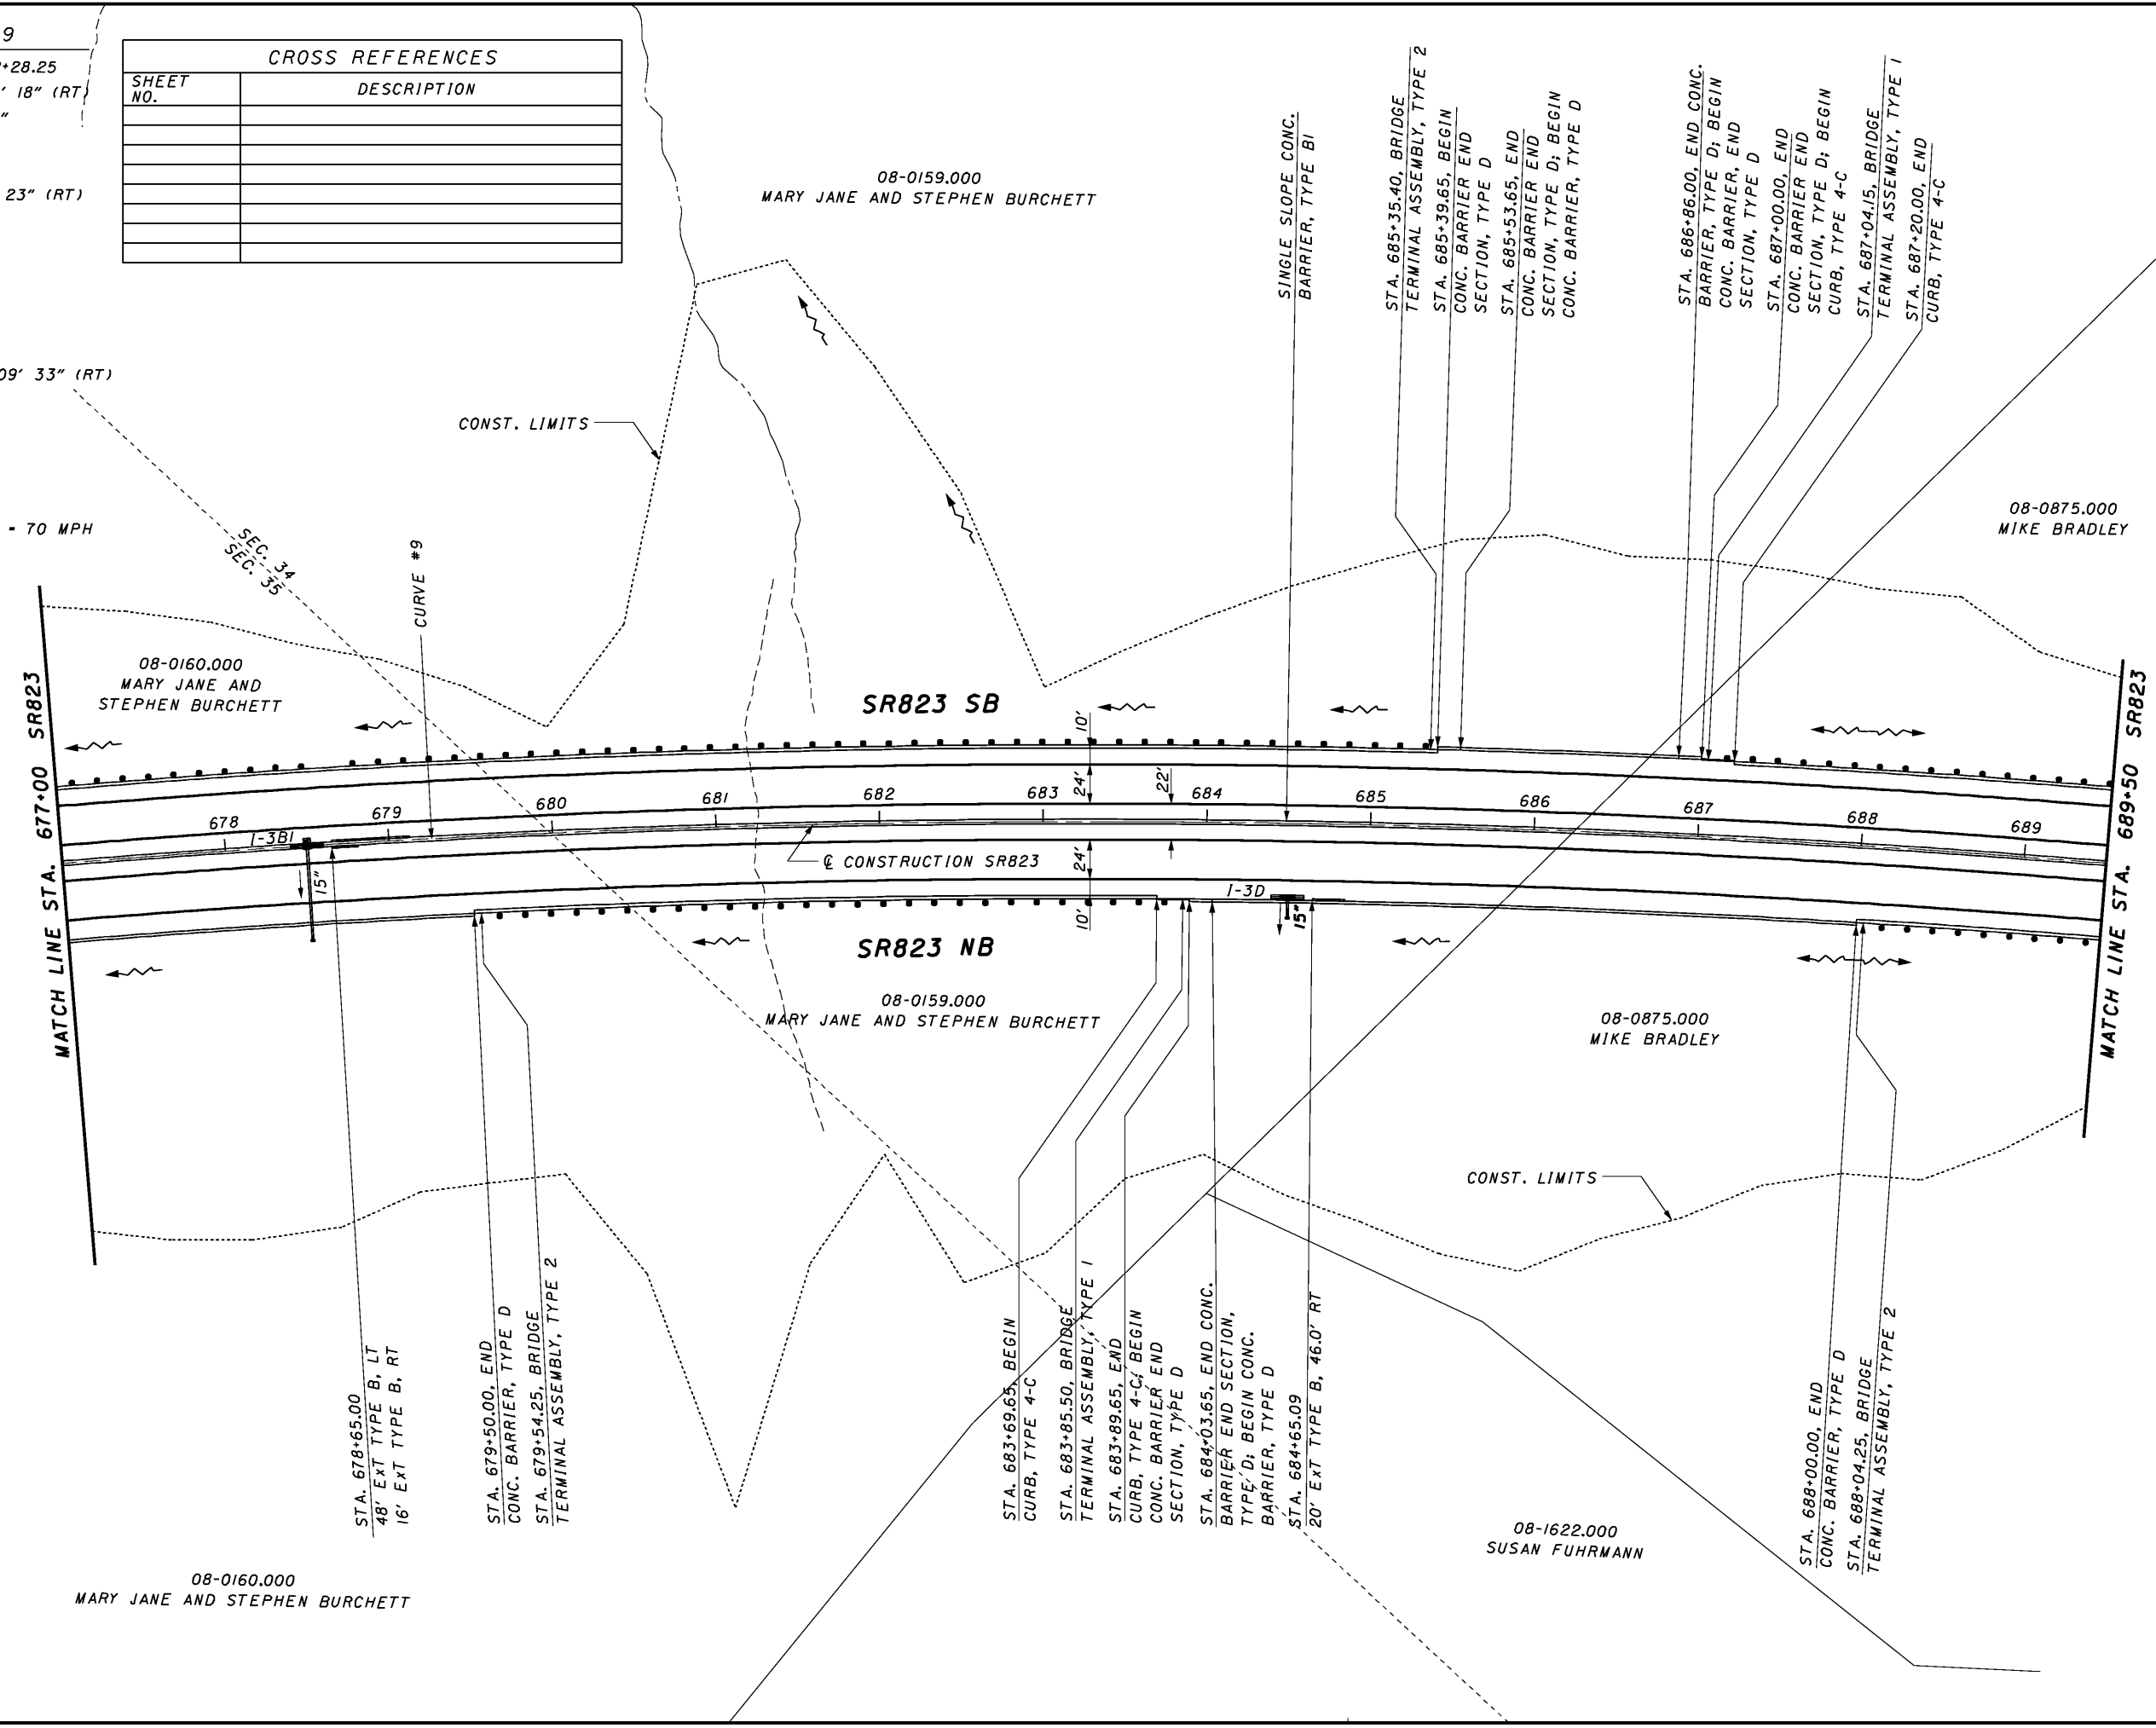 9
+28.25
' 18" (RT)
"
23" (RT)
09' 33" (RT)
- 70 MPH
CROSS REFERENCES
SHEET
NO.
DESCRIPTION
08-0159.000
MARY JANE AND STEPHEN BURCHETT
CONST. LIMITS
SINGLE SLOPE CONC.
BARRIER, TYPE B1
STA. 685+35.40, BRIDGE
TERMINAL ASSEMBLY, TYPE 2
STA. 685+39.65, BEGIN
CONC. BARRIER END
SECTION, TYPE D
STA. 685+53.65, END
CONC. BARRIER END
SECTION, TYPE D; BEGIN
CONC. BARRIER, TYPE D
STA. 686+86.00, END CONC.
BARRIER, TYPE D; BEGIN
CONC. BARRIER, END
SECTION, TYPE D
STA. 687+00.00, END
CONC. BARRIER END
SECTION, TYPE D; BEGIN
CURB, TYPE 4-C
STA. 687+04.15, BRIDGE
TERMINAL ASSEMBLY, TYPE 1
STA. 687+20.00, END
CURB, TYPE 4-C
08-0875.000
MIKE BRADLEY
SEC. 34
SEC. 35
CURVE #9
08-0160.000
MARY JANE AND
STEPHEN BURCHETT
MATCH LINE STA. 677+00 SR823
SR823 SB
10'
24'
22'
678
679
680
681
682
683
684
685
686
687
688
689
I-3B1
15"
℄ CONSTRUCTION SR823
24'
10'
I-3D
15"
SR823 NB
MATCH LINE STA. 689+50 SR823
08-0159.000
MARY JANE AND STEPHEN BURCHETT
08-0875.000
MIKE BRADLEY
CONST. LIMITS
STA. 678+65.00
48' ExT TYPE B, LT
16' ExT TYPE B, RT
STA. 679+50.00, END
CONC. BARRIER, TYPE D
STA. 679+54.25, BRIDGE
TERMINAL ASSEMBLY, TYPE 2
STA. 683+69.65, BEGIN
CURB, TYPE 4-C
STA. 683+85.50, BRIDGE
TERMINAL ASSEMBLY, TYPE 1
STA. 683+89.65, END
CURB, TYPE 4-C; BEGIN
CONC. BARRIER END
SECTION, TYPE D
STA. 684+03.65, END CONC.
BARRIER END SECTION,
TYPE D; BEGIN CONC.
BARRIER, TYPE D
STA. 684+65.09
20' ExT TYPE B, 46.0' RT
STA. 688+00.00, END
CONC. BARRIER, TYPE D
STA. 688+04.25, BRIDGE
TERMINAL ASSEMBLY, TYPE 2
08-1622.000
SUSAN FUHRMANN
08-0160.000
MARY JANE AND STEPHEN BURCHETT